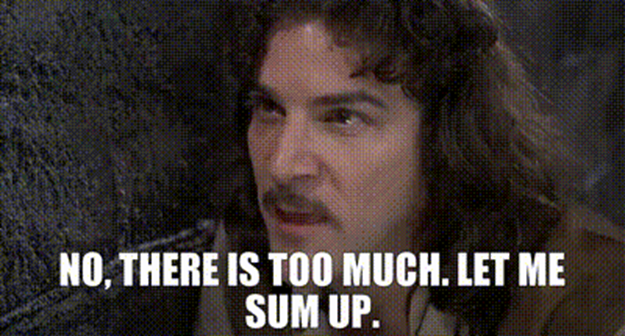 NO, THERE IS TOO MUCH. LET ME
SUM UP.